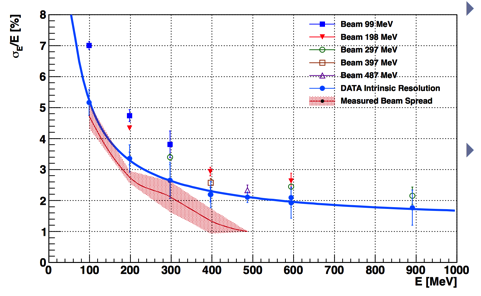 σE/E [%]
8%
7
6
5
4
3
2
1
0
Beam 99 MeV
Beam 198 MeV
Beam 297 MeV
Beam 397 MeV
Beam 487 MeV
DATA Intrinsic Resolution
Measured Beam Spread
0 100 200 300 400 500 600 700 800 900 1000
E [MeV]